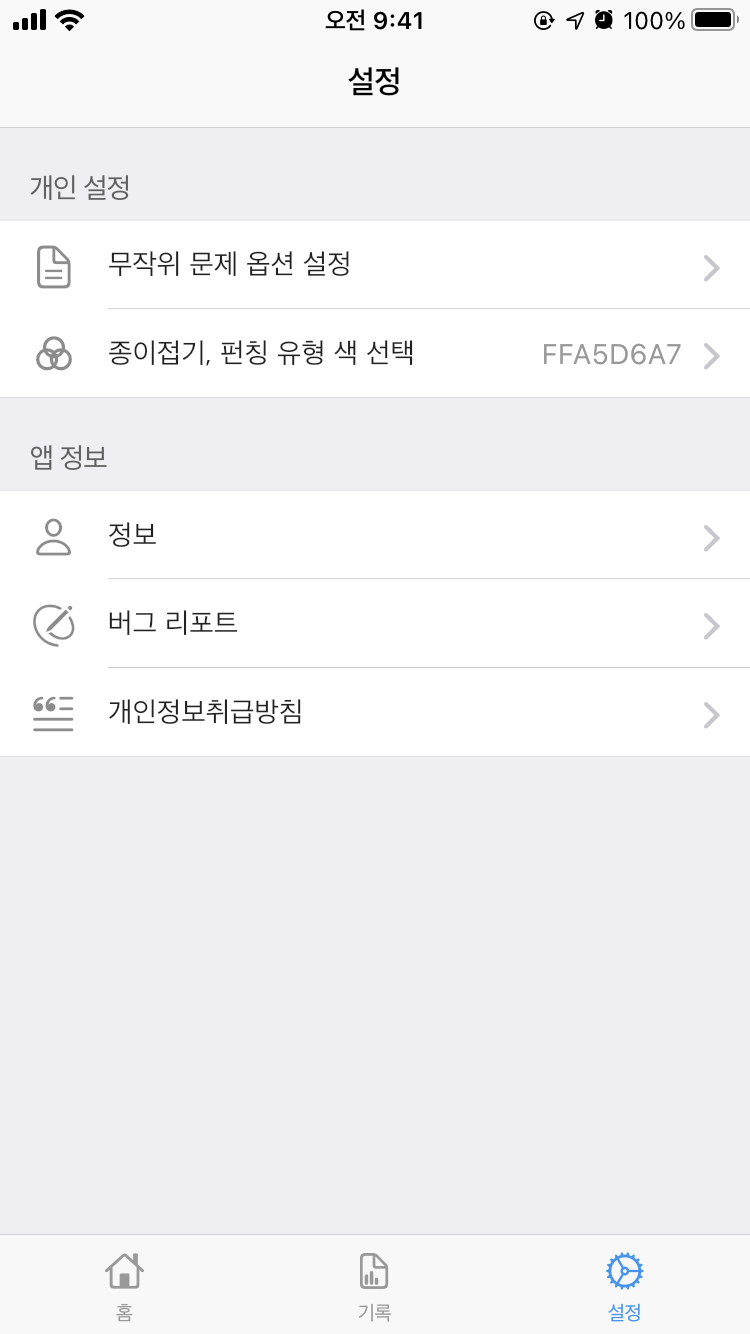 오전 9:41
100%
설정
개인 설정
무작위 문제 옵션 설정
종이접기, 펀칭 유형 색 선택 FFA5D6A7
앱 정보
정보
버그 리포트
개인정보취급방침
홈 기록 설정